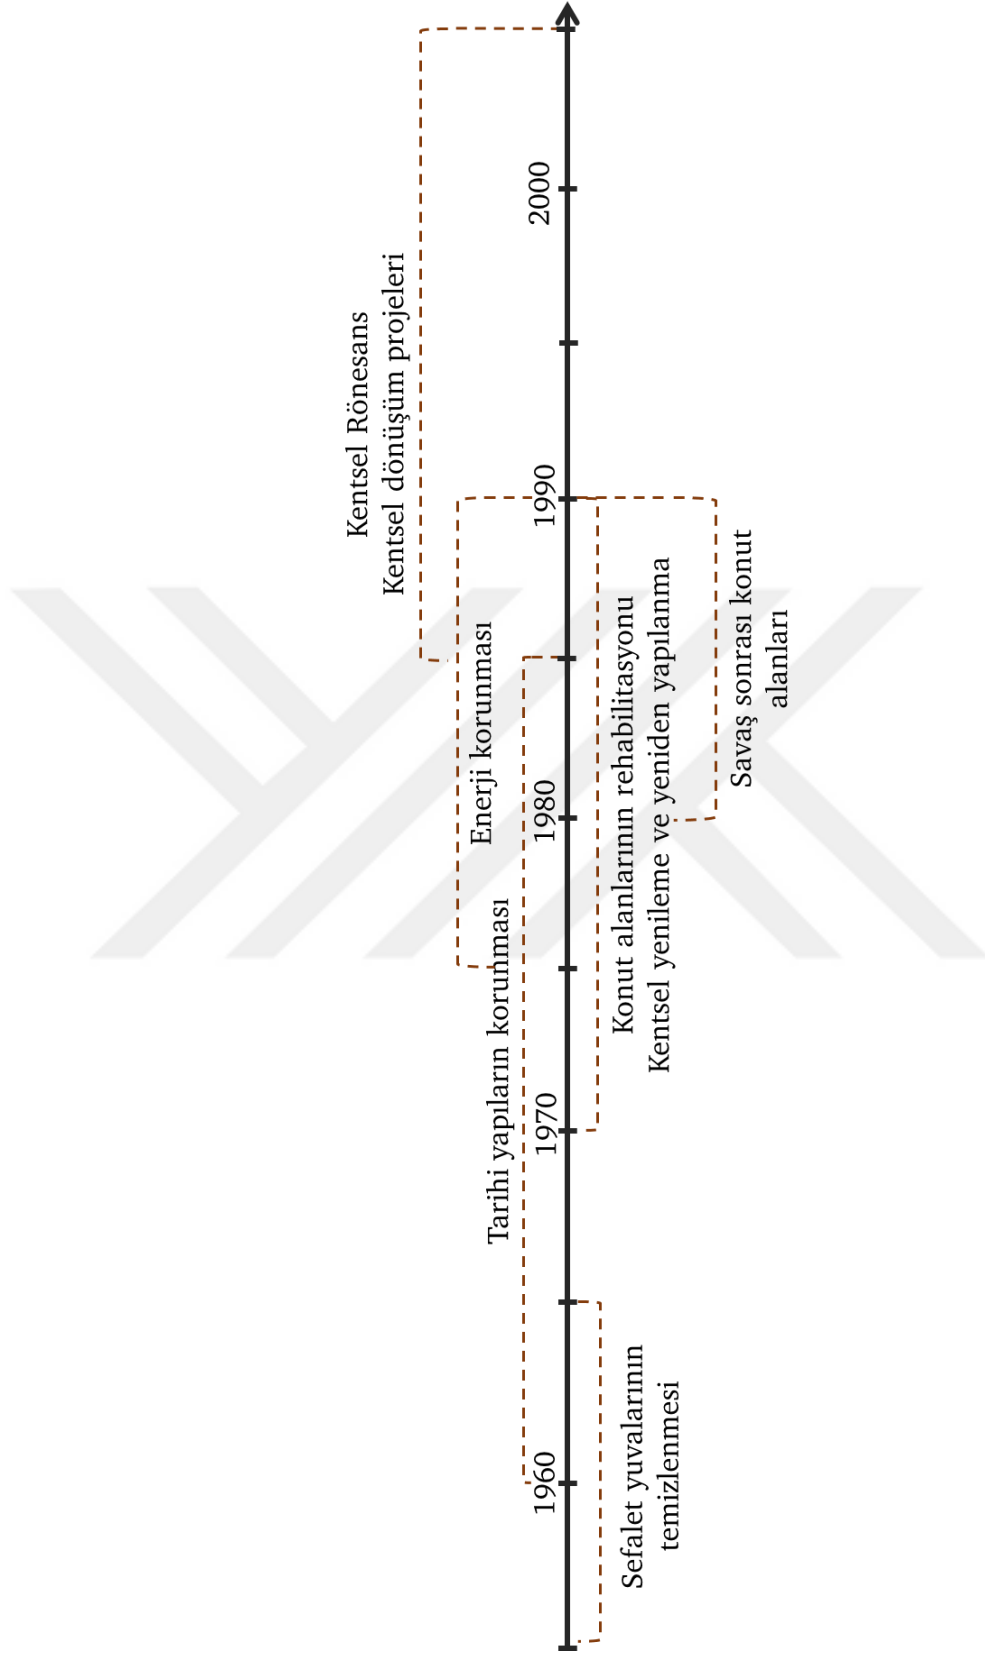 Kentsel Rönesans
Kentsel dönüşüm projeleri
Enerji korunması
Tarihi yapıların korunması
1960
1970
1980
1990
2000
Konut alanlarının rehabilitasyonu
Kentsel yenileme ve yeniden yapılanma
Sefalet yuvalarının
temizlenmesi
Savaş sonrası konut
alanları